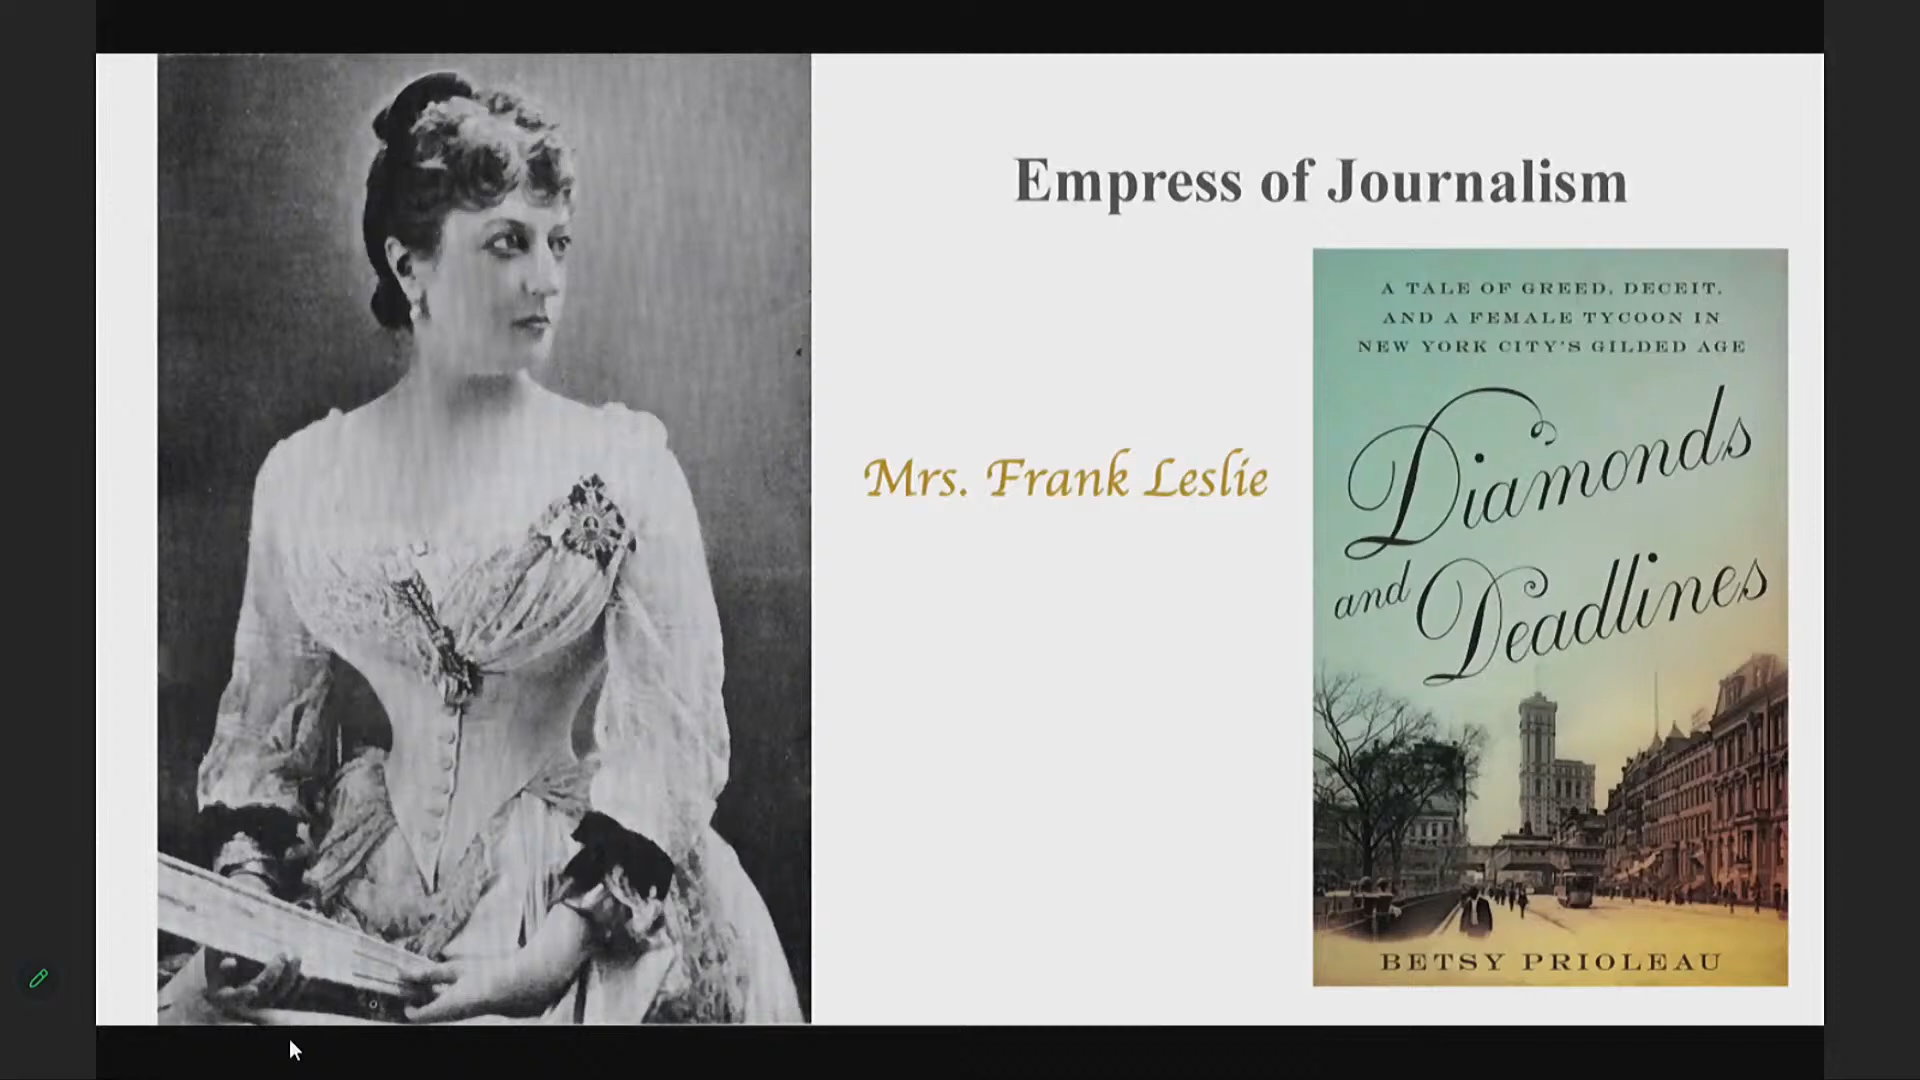 Empress of Journalism
Mrs. Frank Leslie
A TALE OF GREED, DECEIT,
AND A FEMALE TYCOON IN
NEW YORK CITY'S GILDED AGE
Diamonds
and Deadlines
BETSY PRIOLEAU